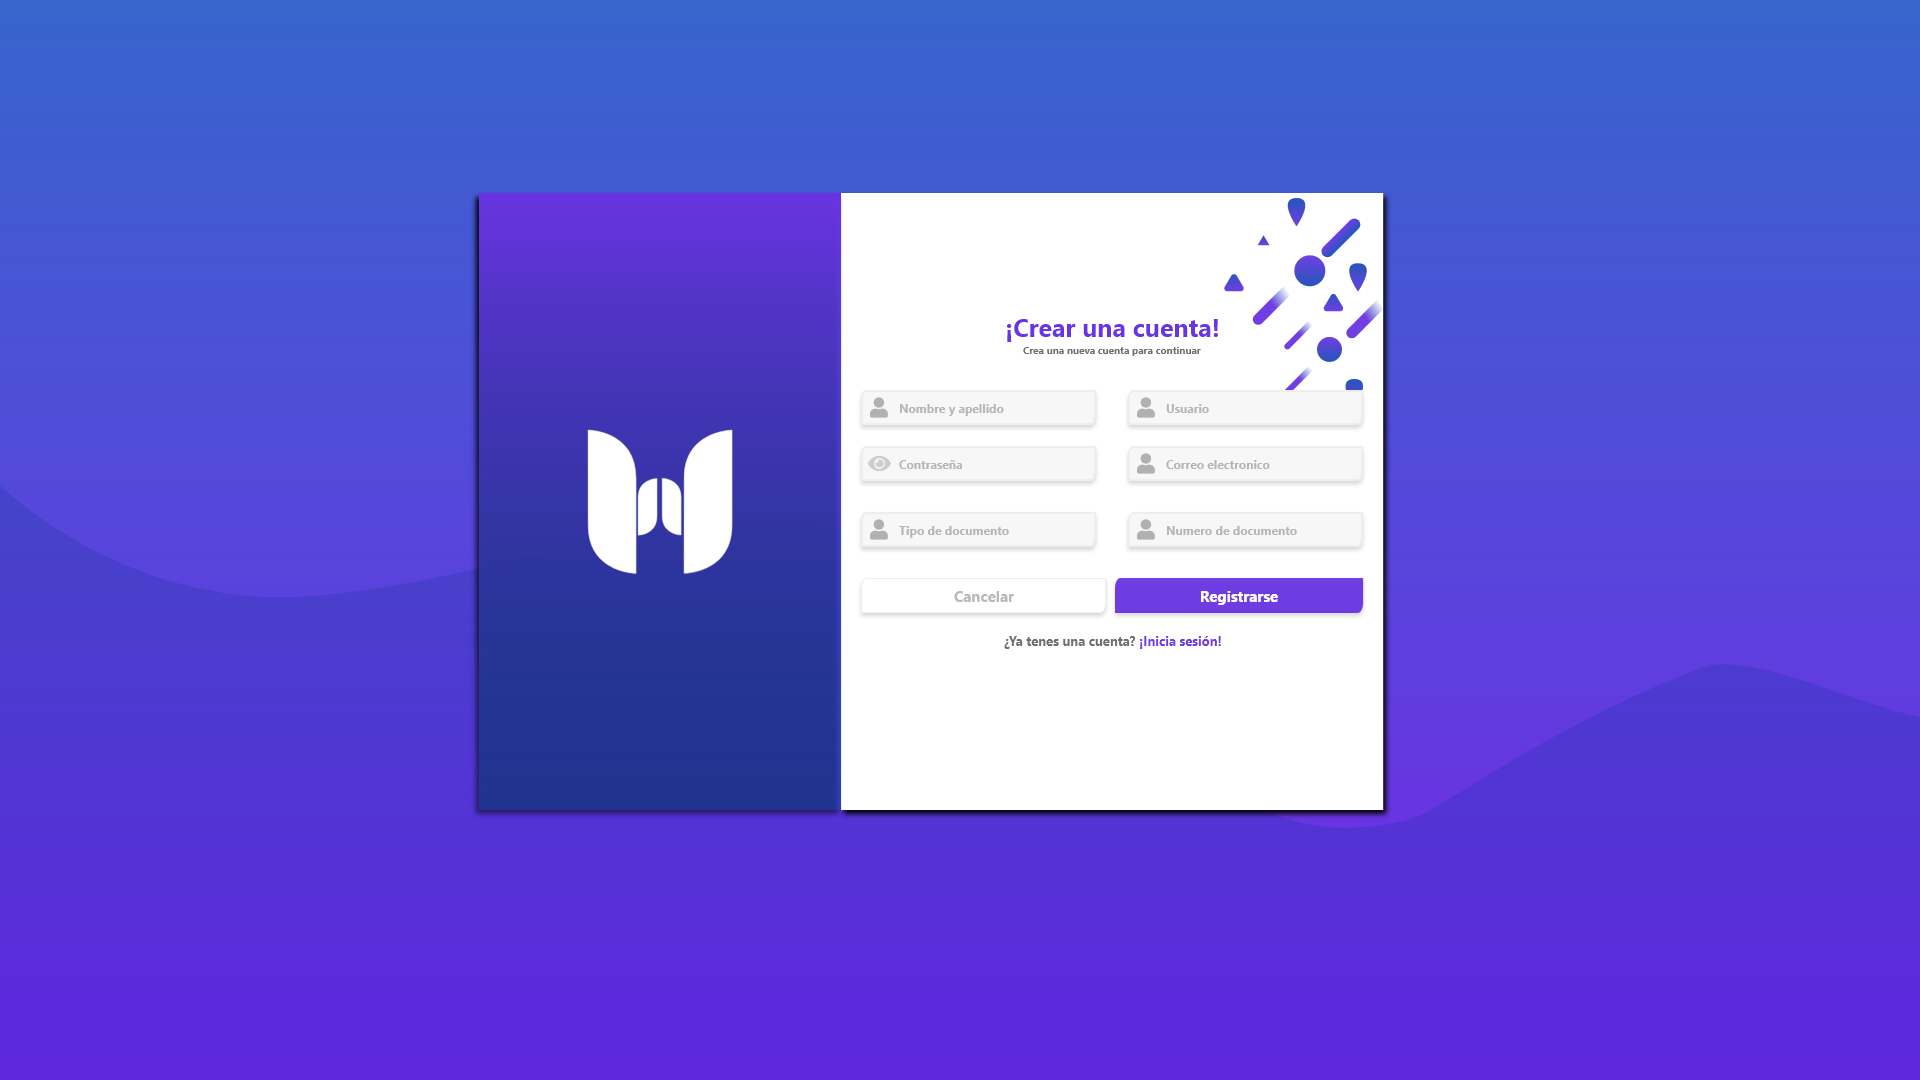 ¡Crear una cuenta!
Crea una nueva cuenta para continuar
Nombre y apellido
Usuario
Contraseña
Correo electronico
Tipo de documento
Numero de documento
Cancelar
Registrarse
¿Ya tenes una cuenta? ¡Inicia sesión!